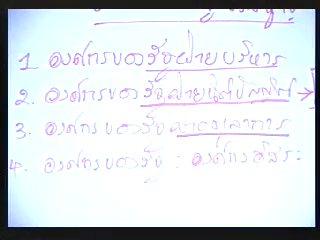 1. องค์กรของรัฐฝ่ายบริหาร
2. องค์กรของรัฐฝ่ายนิติบัญญัติ →
3. องค์กรของรัฐฝ่ายตุลาการ
4. องค์กรของรัฐ : องค์กรอิสระ